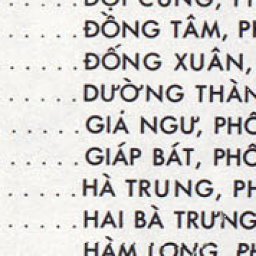 .....ĐỒNG TÂM, P
.....ĐỐNG XUÂN,
.....DƯỜNG THÀN
.....GIÁ NGƯ, PHỐ
.....GIÁP BÁT, PHỐ
.....HÀ TRUNG, PH
.....HAI BÀ TRƯNG
HÀM LONG, P